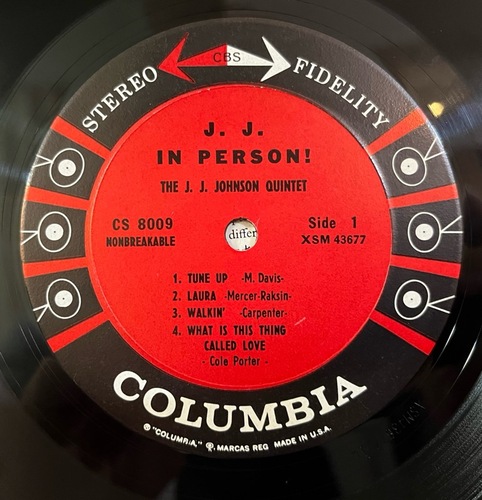 CBS
STEREO FIDELITY
J. J.
IN PERSON!
THE J. J. JOHNSON QUINTET
CS 8009
NONBREAKABLE
Side 1
XSM 43677
differ
1. TUNE UP -M. Davis-
2. LAURA -Mercer-Raksin-
3. WALKIN' -Carpenter-
4. WHAT IS THIS THING
CALLED LOVE
- Cole Porter -
COLUMBIA
® "COLUMBIA," Ⓟ, MARCAS REG MADE IN U.S.A.